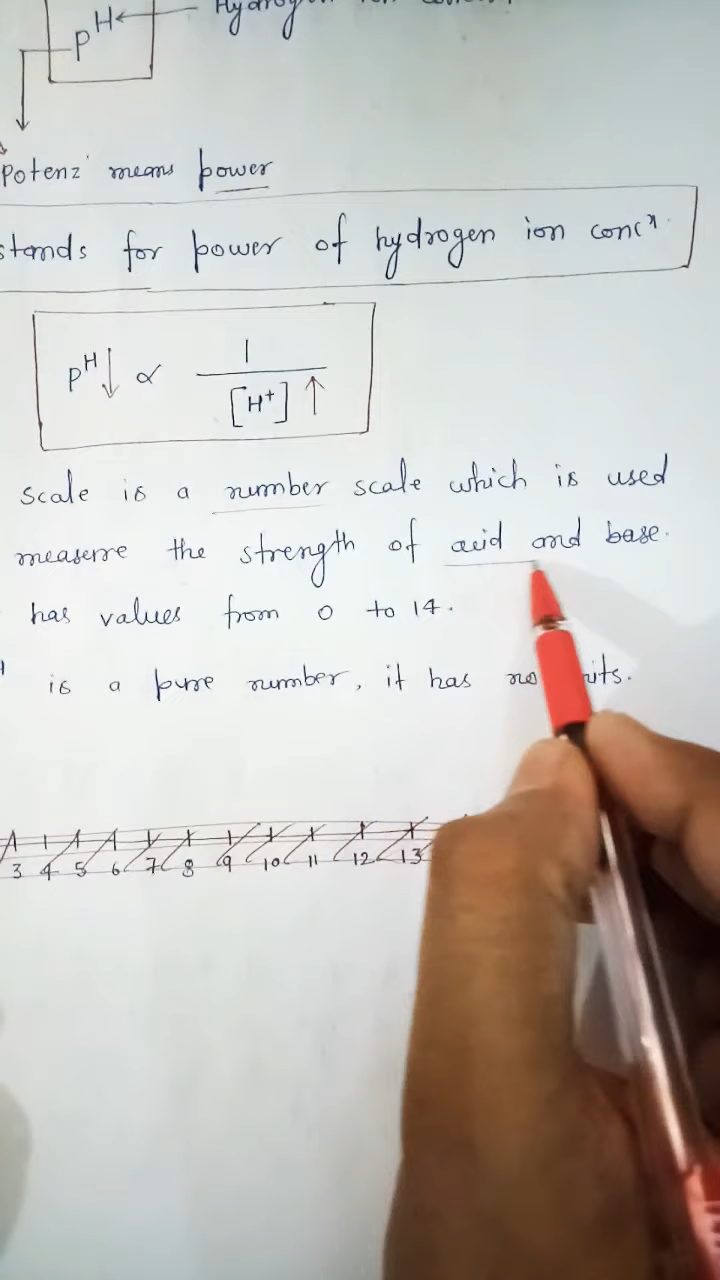 pH ← Hydrogen ion
Potenz' means power
stands for power of hydrogen ion concⁿ.
pH↓ ∝ 1 / [H⁺] ↑
scale is a number scale which is used
measure the strength of acid and base.
has values from 0 to 14.
is a pure number, it has no
3 4 5 6 7 8 9 10 11 12 13